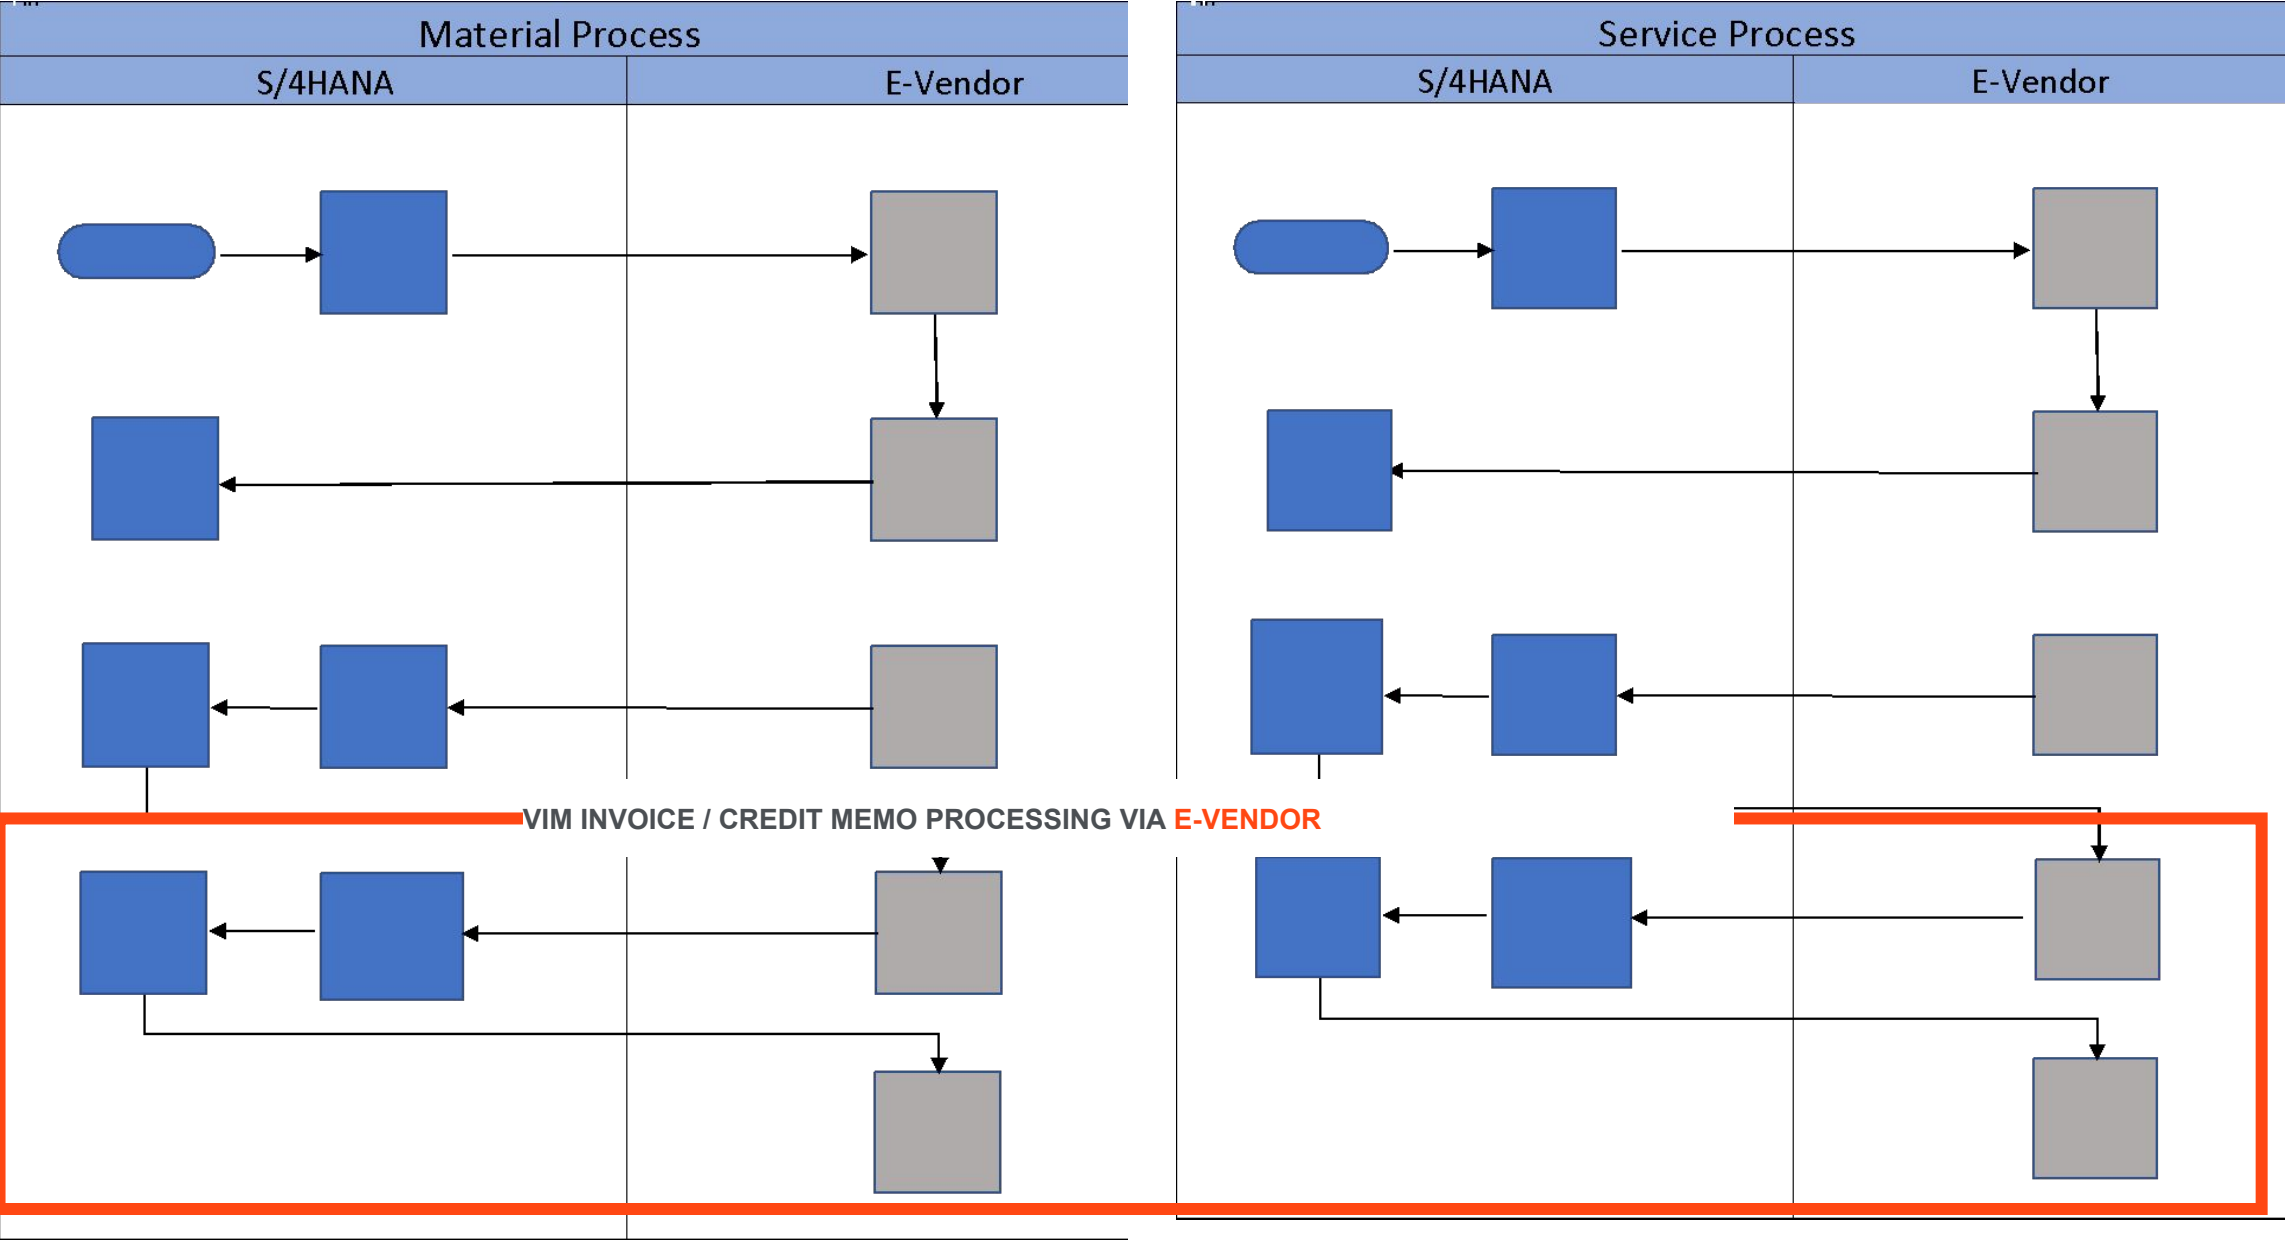 Material Process
S/4HANA
E-Vendor
Service Process
S/4HANA
E-Vendor
VIM INVOICE / CREDIT MEMO PROCESSING VIA E-VENDOR